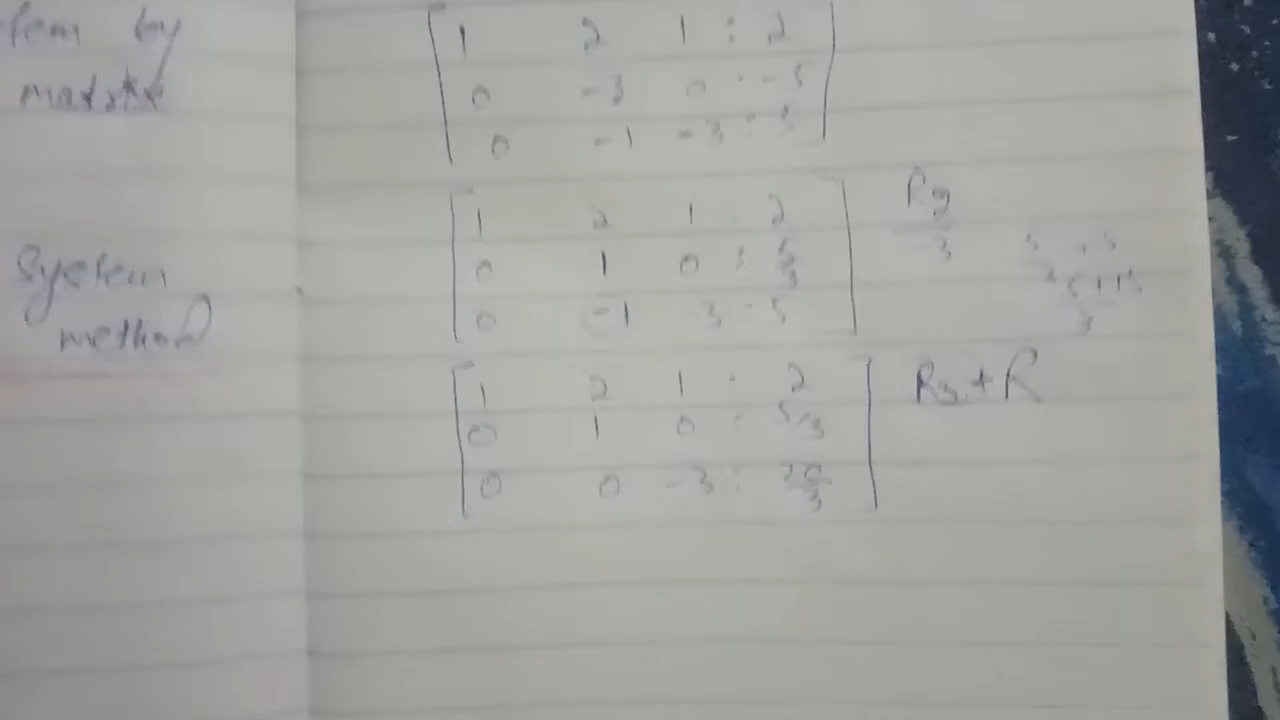 by
matrix
System
method
1 2 1 : 2
0 -3 0 : -5
0 -1 -3 : 5
1 2 1 : 2
0 1 0 : 5/3
0 -1 3 : 5
R2/3
1 2 1 : 2
0 1 0 : 5/3
0 0 -3 : 20/3
R3 + R